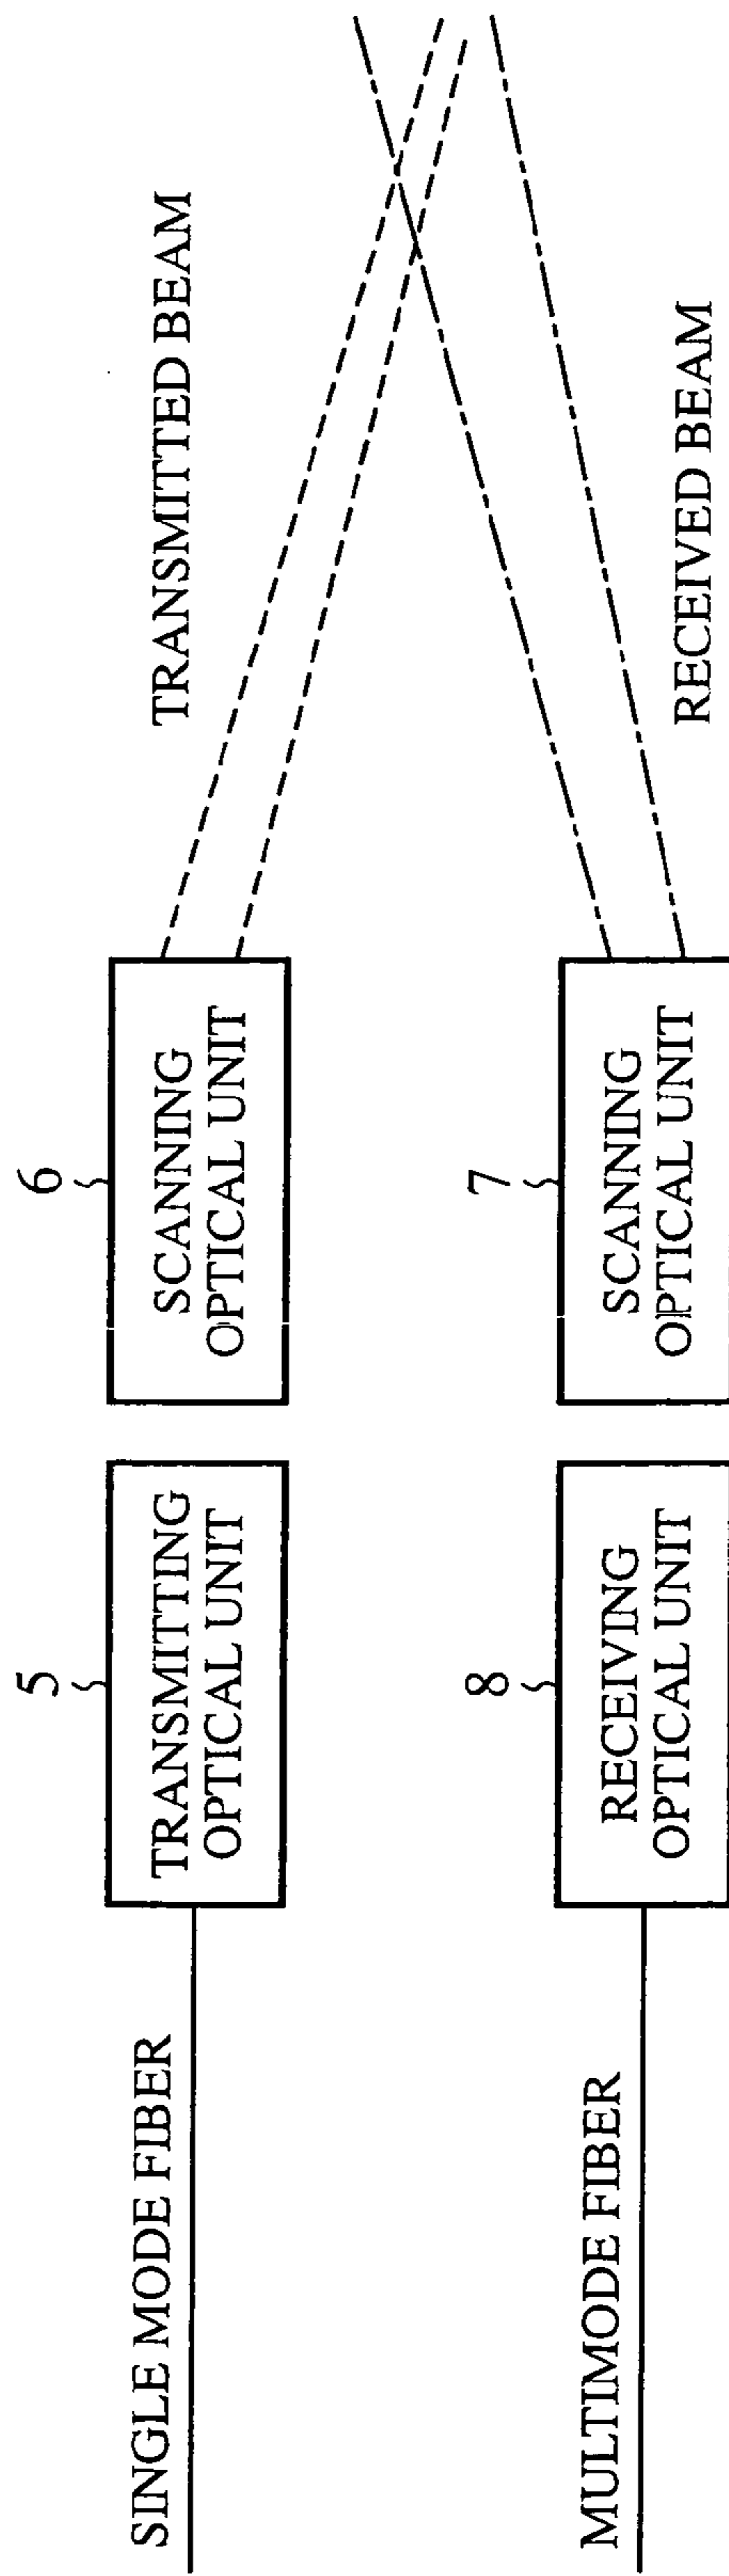 SINGLE MODE FIBER
5
TRANSMITTING
OPTICAL UNIT
6
SCANNING
OPTICAL UNIT
TRANSMITTED BEAM
MULTIMODE FIBER
8
RECEIVING
OPTICAL UNIT
7
SCANNING
OPTICAL UNIT
RECEIVED BEAM